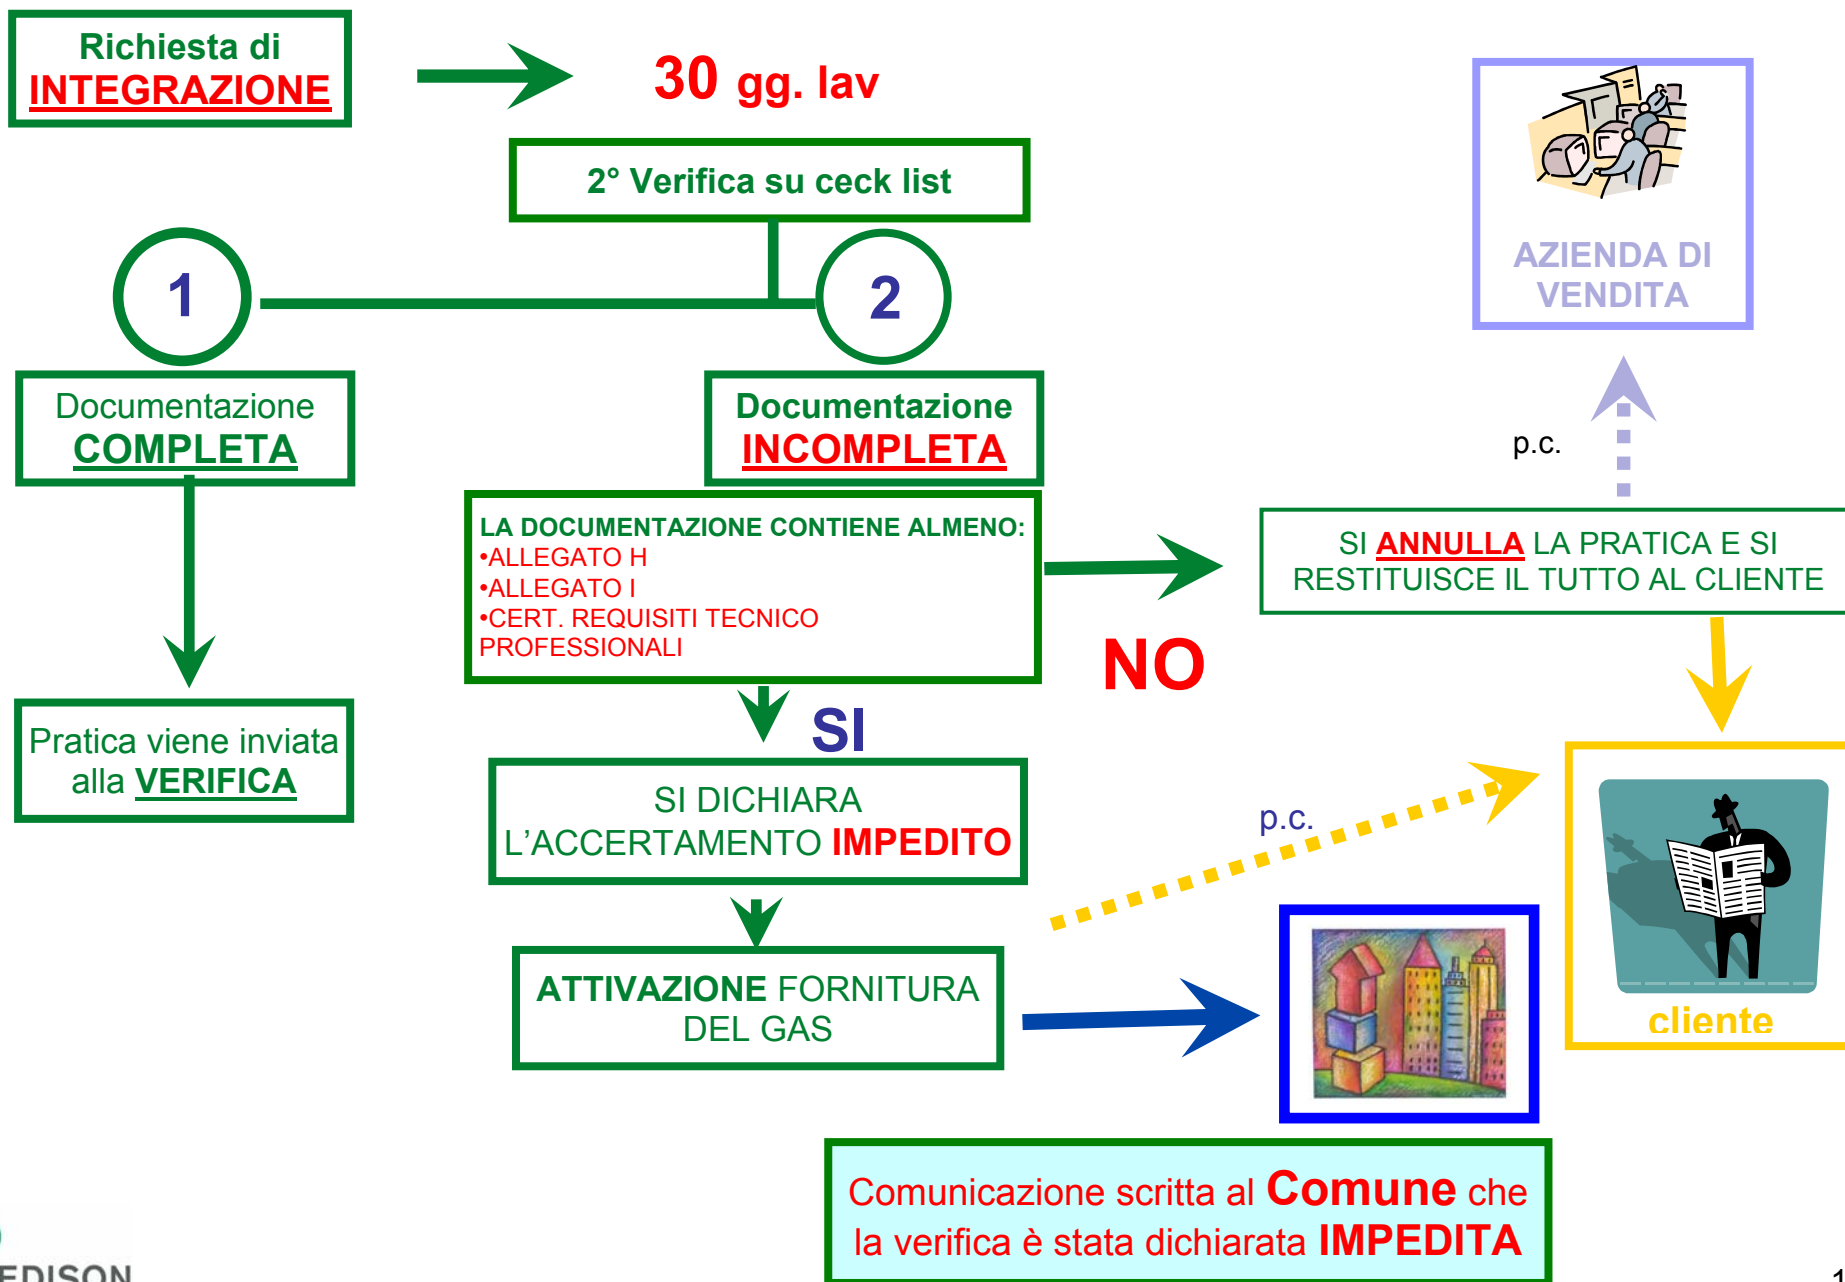 Richiesta di
INTEGRAZIONE
30 gg. lav
2° Verifica su ceck list
1
2
AZIENDA DI
VENDITA
Documentazione
COMPLETA
Documentazione
INCOMPLETA
p.c.
LA DOCUMENTAZIONE CONTIENE ALMENO:
•ALLEGATO H
•ALLEGATO I
•CERT. REQUISITI TECNICO
PROFESSIONALI
SI ANNULLA LA PRATICA E SI
RESTITUISCE IL TUTTO AL CLIENTE
NO
SI
Pratica viene inviata
alla VERIFICA
SI DICHIARA
L'ACCERTAMENTO IMPEDITO
p.c.
ATTIVAZIONE FORNITURA
DEL GAS
cliente
Comunicazione scritta al Comune che
la verifica è stata dichiarata IMPEDITA
EDISON
1